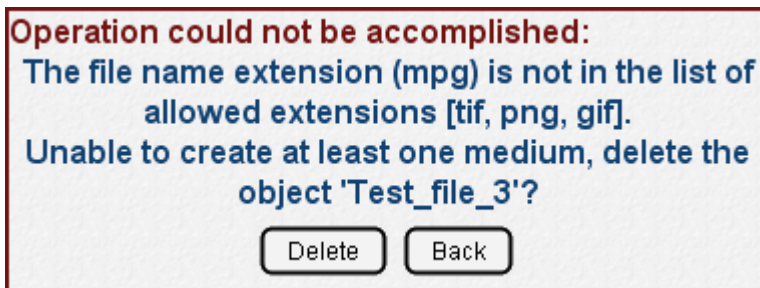 Operation could not be accomplished:
The file name extension (mpg) is not in the list of
allowed extensions [tif, png, gif].
Unable to create at least one medium, delete the
object 'Test_file_3'?
Delete Back